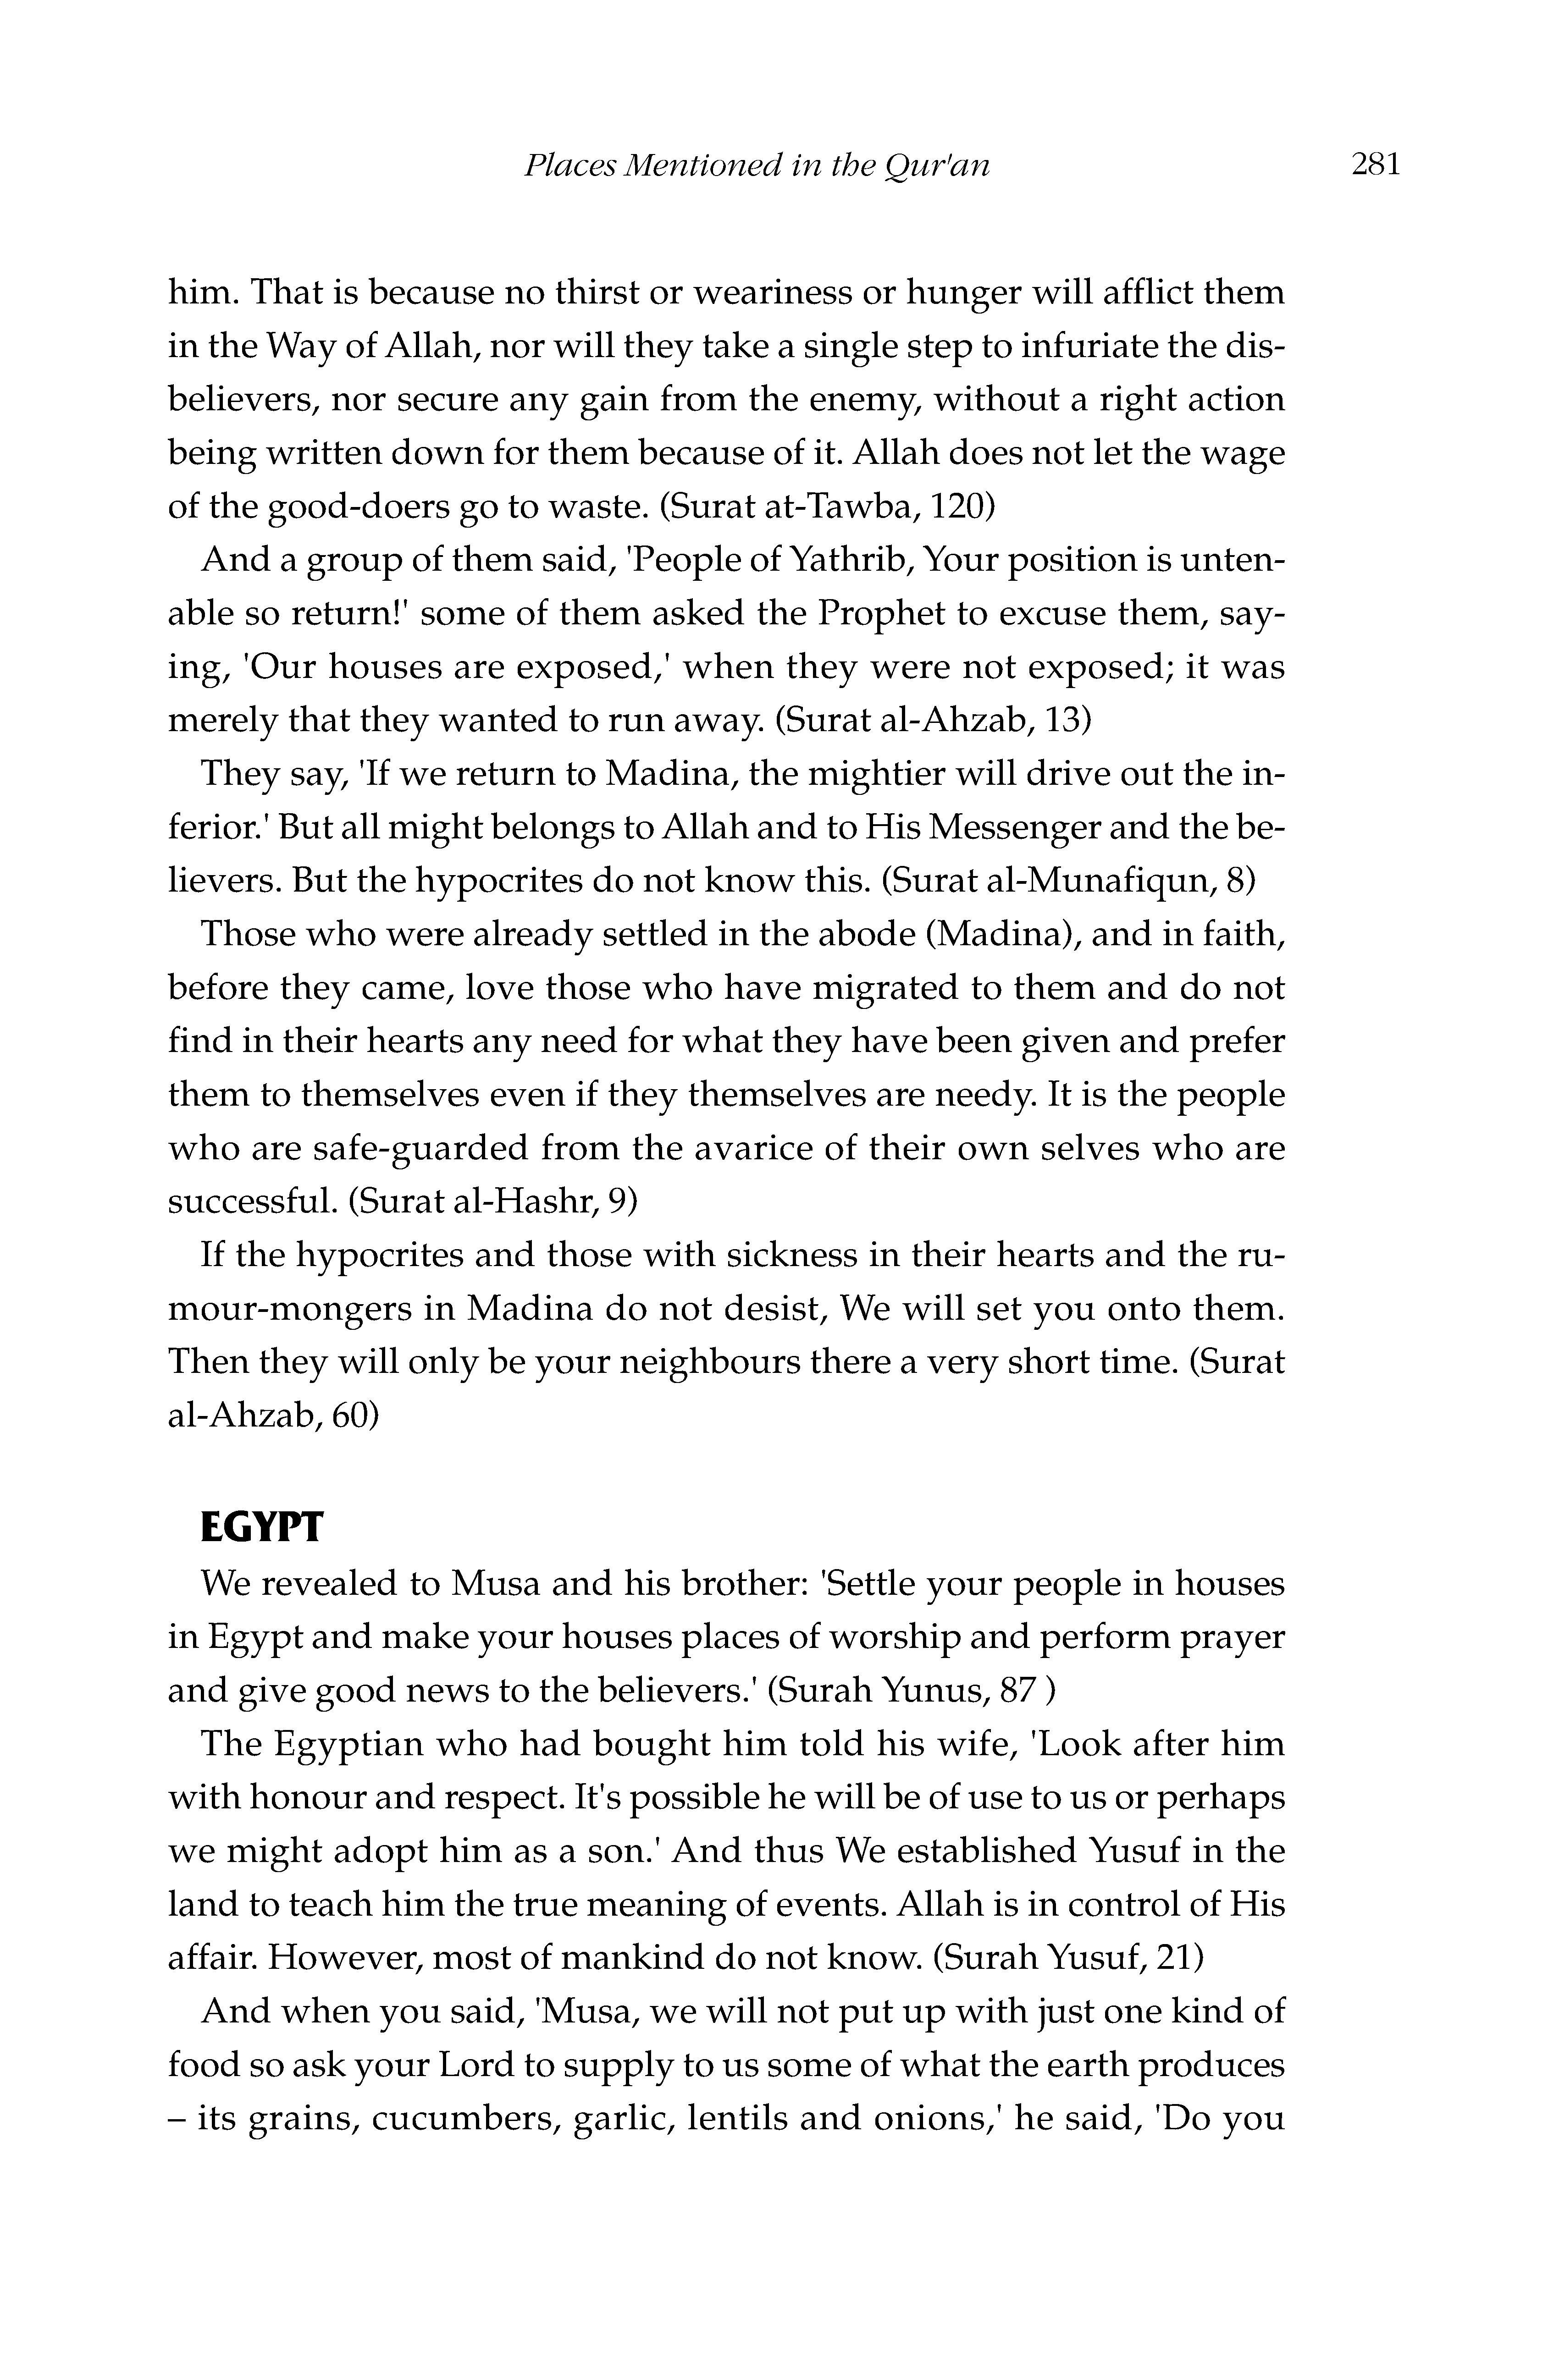 Places Mentioned in the Qur'an 281
him. That is because no thirst or weariness or hunger will afflict them
in the Way of Allah, nor will they take a single step to infuriate the dis-
believers, nor secure any gain from the enemy, without a right action
being written down for them because of it. Allah does not let the wage
of the good-doers go to waste. (Surat at-Tawba, 120)
And a group of them said, 'People of Yathrib, Your position is unten-
able so return!' some of them asked the Prophet to excuse them, say-
ing, 'Our houses are exposed,' when they were not exposed; it was
merely that they wanted to run away. (Surat al-Ahzab, 13)
They say, 'If we return to Madina, the mightier will drive out the in-
ferior.' But all might belongs to Allah and to His Messenger and the be-
lievers. But the hypocrites do not know this. (Surat al-Munafiqun, 8)
Those who were already settled in the abode (Madina), and in faith,
before they came, love those who have migrated to them and do not
find in their hearts any need for what they have been given and prefer
them to themselves even if they themselves are needy. It is the people
who are safe-guarded from the avarice of their own selves who are
successful. (Surat al-Hashr, 9)
If the hypocrites and those with sickness in their hearts and the ru-
mour-mongers in Madina do not desist, We will set you onto them.
Then they will only be your neighbours there a very short time. (Surat
al-Ahzab, 60)
EGYPT
We revealed to Musa and his brother: 'Settle your people in houses
in Egypt and make your houses places of worship and perform prayer
and give good news to the believers.' (Surah Yunus, 87 )
The Egyptian who had bought him told his wife, 'Look after him
with honour and respect. It's possible he will be of use to us or perhaps
we might adopt him as a son.' And thus We established Yusuf in the
land to teach him the true meaning of events. Allah is in control of His
affair. However, most of mankind do not know. (Surah Yusuf, 21)
And when you said, 'Musa, we will not put up with just one kind of
food so ask your Lord to supply to us some of what the earth produces
– its grains, cucumbers, garlic, lentils and onions,' he said, 'Do you